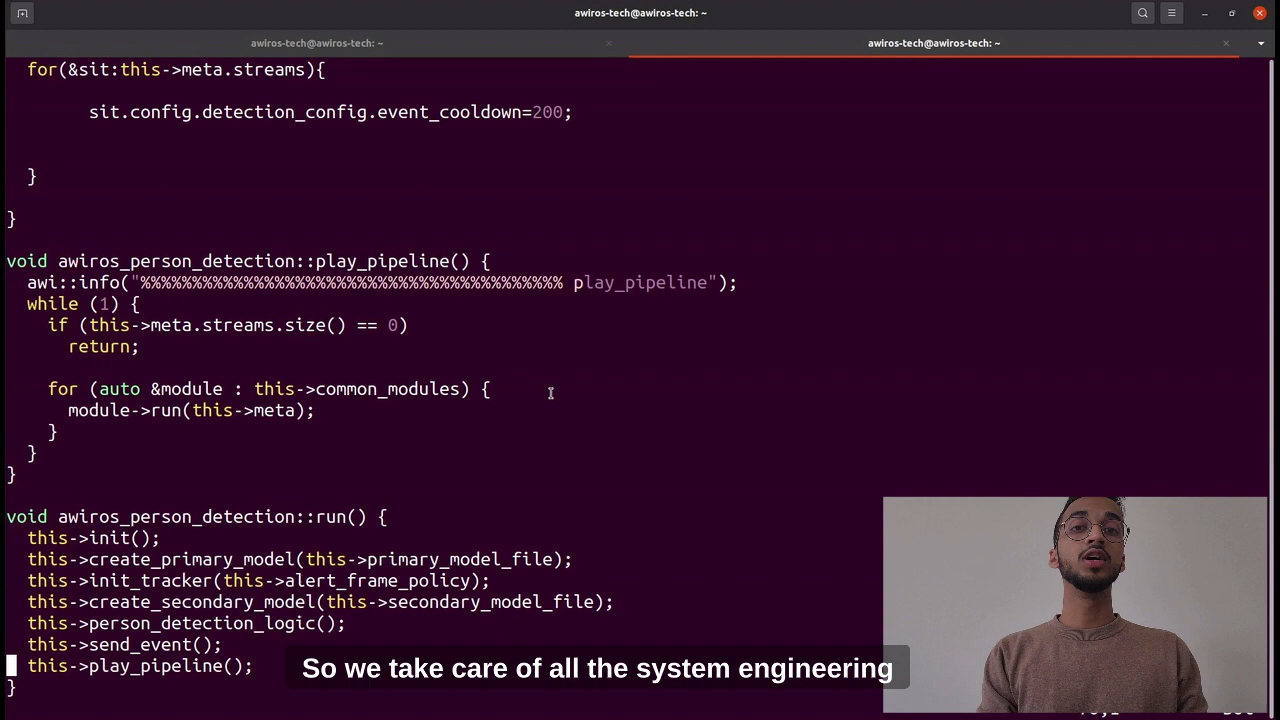 awiros-tech@awiros-tech: ~
awiros-tech@awiros-tech: ~
awiros-tech@awiros-tech: ~
for(&sit:this->meta.streams){
sit.config.detection_config.event_cooldown=200;
}
}
void awiros_person_detection::play_pipeline() {
awi::info("%%%%%%%%%%%%%%%%%%%%%%%%%%%%%%%%%%%%%%%%% play_pipeline");
while (1) {
if (this->meta.streams.size() == 0)
return;
for (auto &module : this->common_modules) {
module->run(this->meta);
}
}
}
void awiros_person_detection::run() {
this->init();
this->create_primary_model(this->primary_model_file);
this->init_tracker(this->alert_frame_policy);
this->create_secondary_model(this->secondary_model_file);
this->person_detection_logic();
this->send_event();
this->play_pipeline();
}
So we take care of all the system engineering